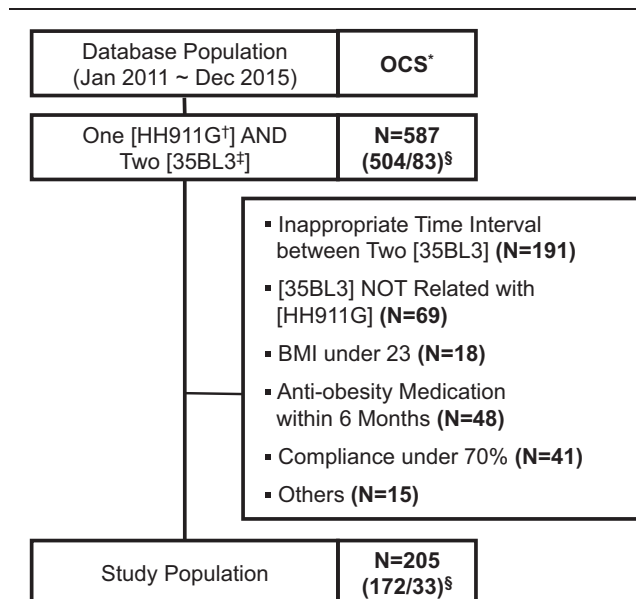 Database Population
(Jan 2011 ~ Dec 2015)
OCS*
One [HH911G†] AND
Two [35BL3‡]
N=587
(504/83)§
▪ Inappropriate Time Interval
between Two [35BL3] (N=191)
▪ [35BL3] NOT Related with
[HH911G] (N=69)
▪ BMI under 23 (N=18)
▪ Anti-obesity Medication
within 6 Months (N=48)
▪ Compliance under 70% (N=41)
▪ Others (N=15)
Study Population
N=205
(172/33)§